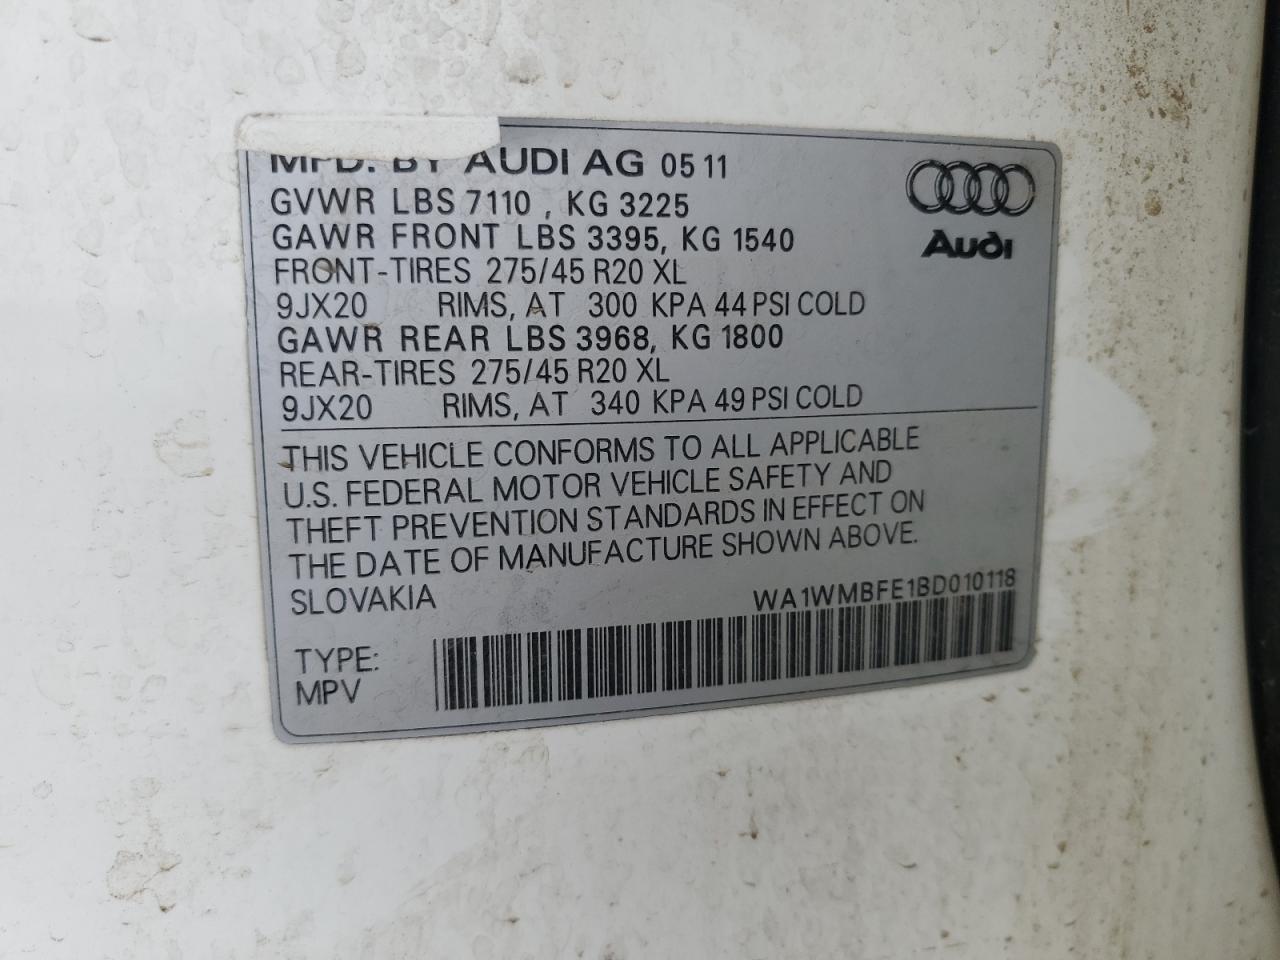 MFD. BY AUDI AG 05 11
GVWR LBS 7110 , KG 3225
GAWR FRONT LBS 3395, KG 1540
FRONT-TIRES 275/45 R20 XL
9JX20 RIMS, AT 300 KPA 44 PSI COLD
GAWR REAR LBS 3968, KG 1800
REAR-TIRES 275/45 R20 XL
9JX20 RIMS, AT 340 KPA 49 PSI COLD
Audi
THIS VEHICLE CONFORMS TO ALL APPLICABLE
U.S. FEDERAL MOTOR VEHICLE SAFETY AND
THEFT PREVENTION STANDARDS IN EFFECT ON
THE DATE OF MANUFACTURE SHOWN ABOVE.
SLOVAKIA WA1WMBFE1BD010118
TYPE:
MPV